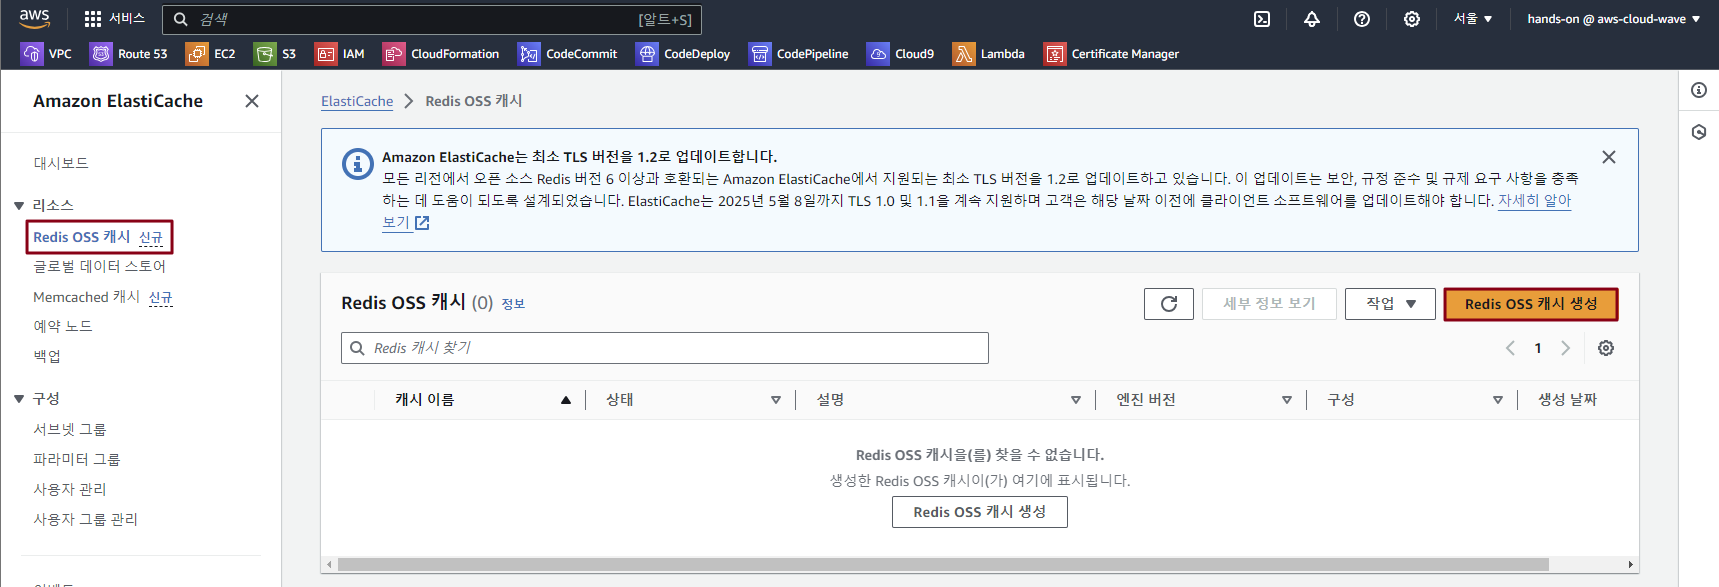 aws
서비스
검색
[알트+S]
서울 ▼
hands-on @ aws-cloud-wave ▼
VPC
Route 53
EC2
S3
IAM
CloudFormation
CodeCommit
CodeDeploy
CodePipeline
Cloud9
Lambda
Certificate Manager
Amazon ElastiCache
대시보드
▼ 리소스
Redis OSS 캐시 신규
글로벌 데이터 스토어
Memcached 캐시 신규
예약 노드
백업
▼ 구성
서브넷 그룹
파라미터 그룹
사용자 관리
사용자 그룹 관리
ElastiCache > Redis OSS 캐시
Amazon ElastiCache는 최소 TLS 버전을 1.2로 업데이트합니다.
모든 리전에서 오픈 소스 Redis 버전 6 이상과 호환되는 Amazon ElastiCache에서 지원되는 최소 TLS 버전을 1.2로 업데이트하고 있습니다. 이 업데이트는 보안, 규정 준수 및 규제 요구 사항을 충족
하는 데 도움이 되도록 설계되었습니다. ElastiCache는 2025년 5월 8일까지 TLS 1.0 및 1.1을 계속 지원하며 고객은 해당 날짜 이전에 클라이언트 소프트웨어를 업데이트해야 합니다. 자세히 알아
보기
Redis OSS 캐시 (0) 정보
세부 정보 보기
작업 ▼
Redis OSS 캐시 생성
Redis 캐시 찾기
1
캐시 이름
상태
설명
엔진 버전
구성
생성 날짜
Redis OSS 캐시을(를) 찾을 수 없습니다.
생성한 Redis OSS 캐시이(가) 여기에 표시됩니다.
Redis OSS 캐시 생성